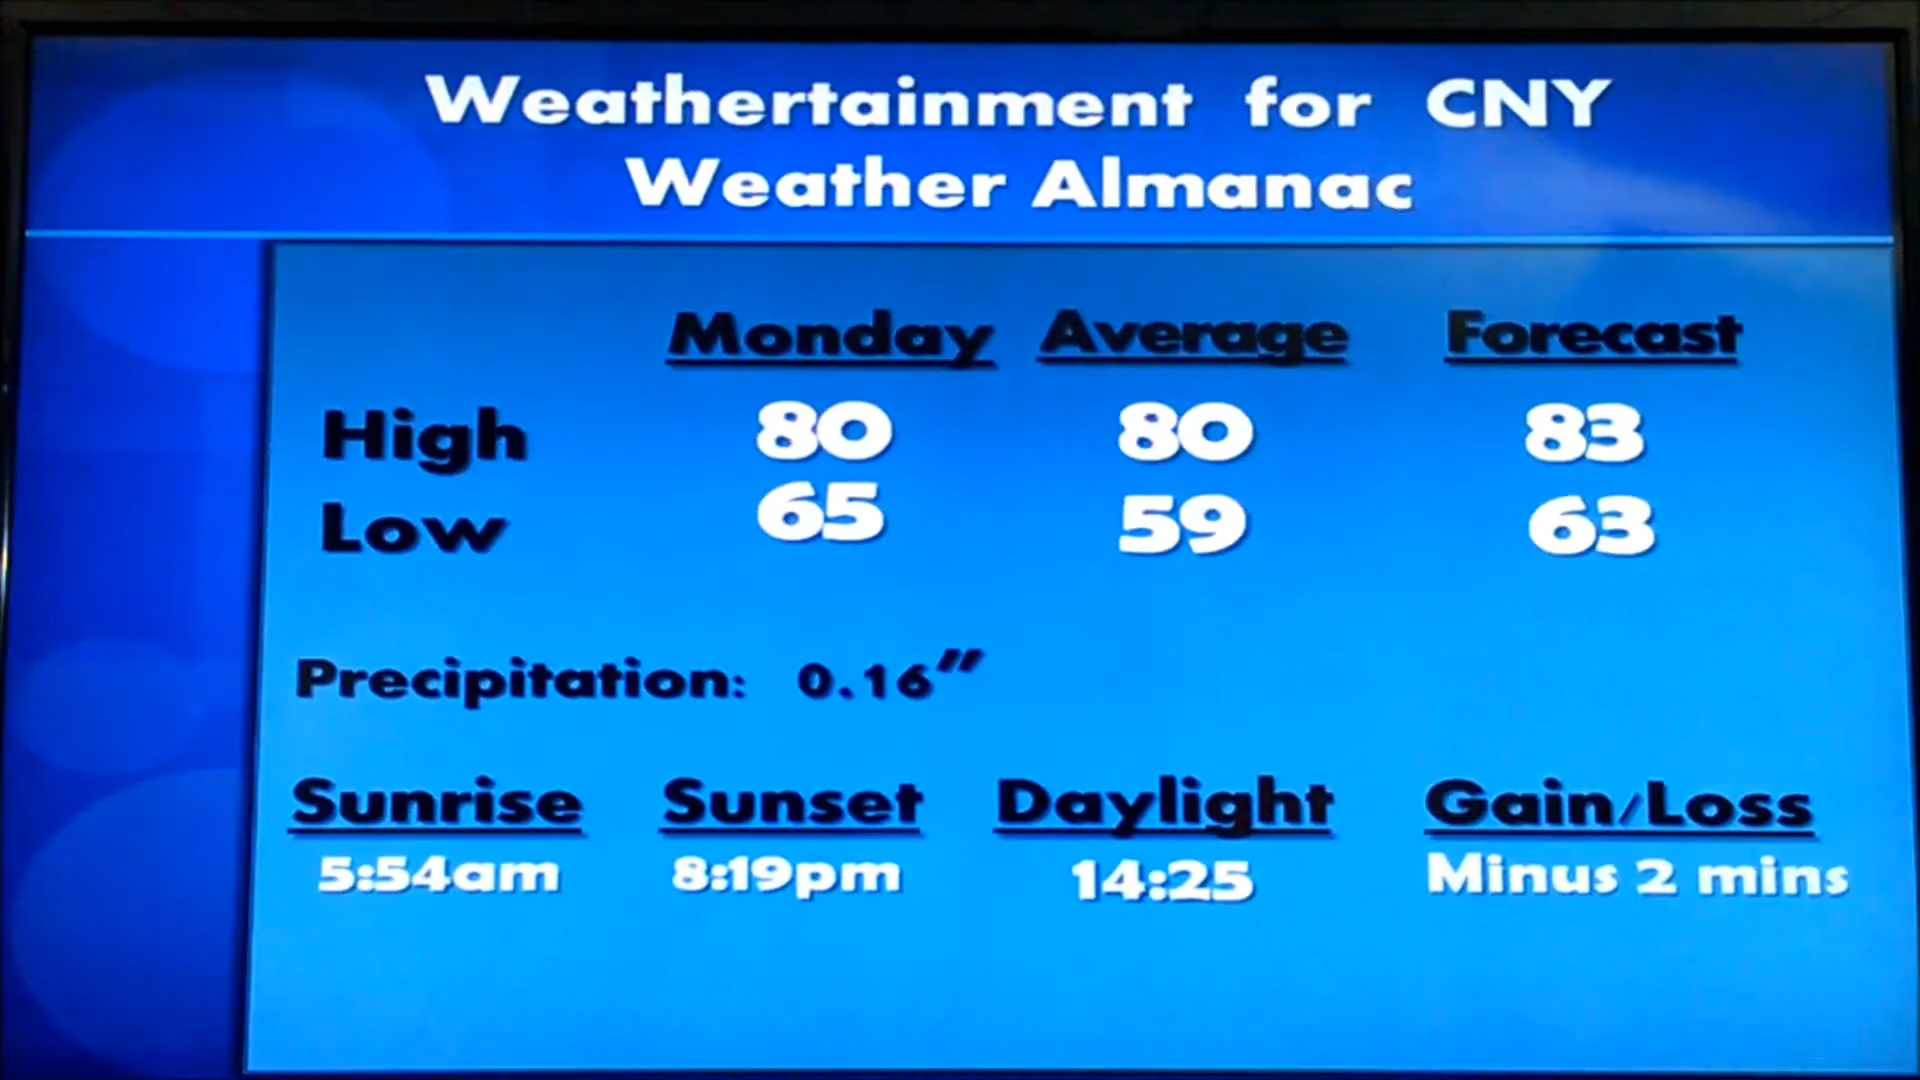 Weathertainment for CNY
Weather Almanac
Monday Average Forecast
High 80 80 83
Low 65 59 63
Precipitation: 0.16"
Sunrise Sunset Daylight Gain/Loss
5:54am 8:19pm 14:25 Minus 2 mins